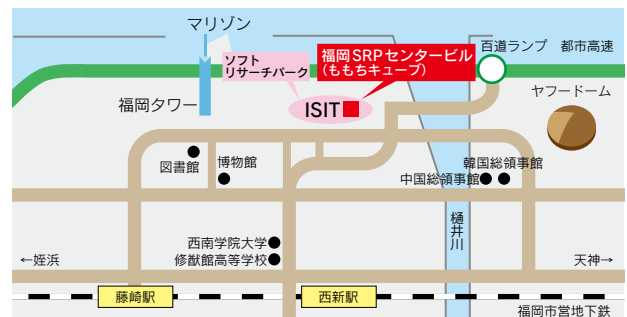 マリゾン
ソフト
リサーチパーク
福岡SRPセンタービル
(ももちキューブ)
百道ランプ 都市高速
福岡タワー
ISIT
ヤフードーム
図書館
博物館
韓国総領事館
中国総領事館
樋井川
西南学院大学
修猷館高等学校
←姪浜
天神→
藤崎駅
西新駅
福岡市営地下鉄